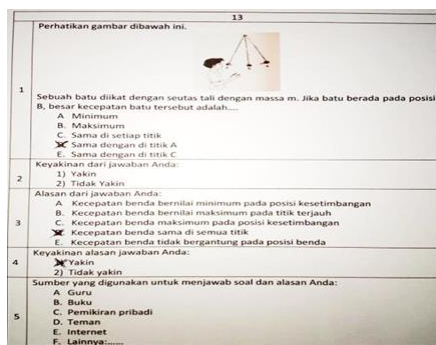 13
Perhatikan gambar dibawah ini.
1
Sebuah batu diikat dengan seutas tali dengan massa m. Jika batu berada pada posisi
B, besar kecepatan batu tersebut adalah....
A Minimum
B. Maksimum
C. Sama di setiap titik
Sama dengan di titik A
E. Sama dengan di titik C
2
Keyakinan dari jawaban Anda:
1) Yakin
2) Tidak Yakin
3
Alasan dari jawaban Anda:
A Kecepatan benda bernilai minimum pada posisi kesetimbangan
B. Kecepatan benda bernilai maksimum pada titik terjauh
C. Kecepatan benda maksimum pada posisi kesetimbangan
Kecepatan benda sama di semua titik
E. Kecepatan benda tidak bergantung pada posisi benda
4
Keyakinan alasan jawaban Anda:
Yakin
2) Tidak yakin
5
Sumber yang digunakan untuk menjawab soal dan alasan Anda:
A Guru
B. Buku
C. Pemikiran pribadi
D. Teman
E. Internet
F. Lainnya:......